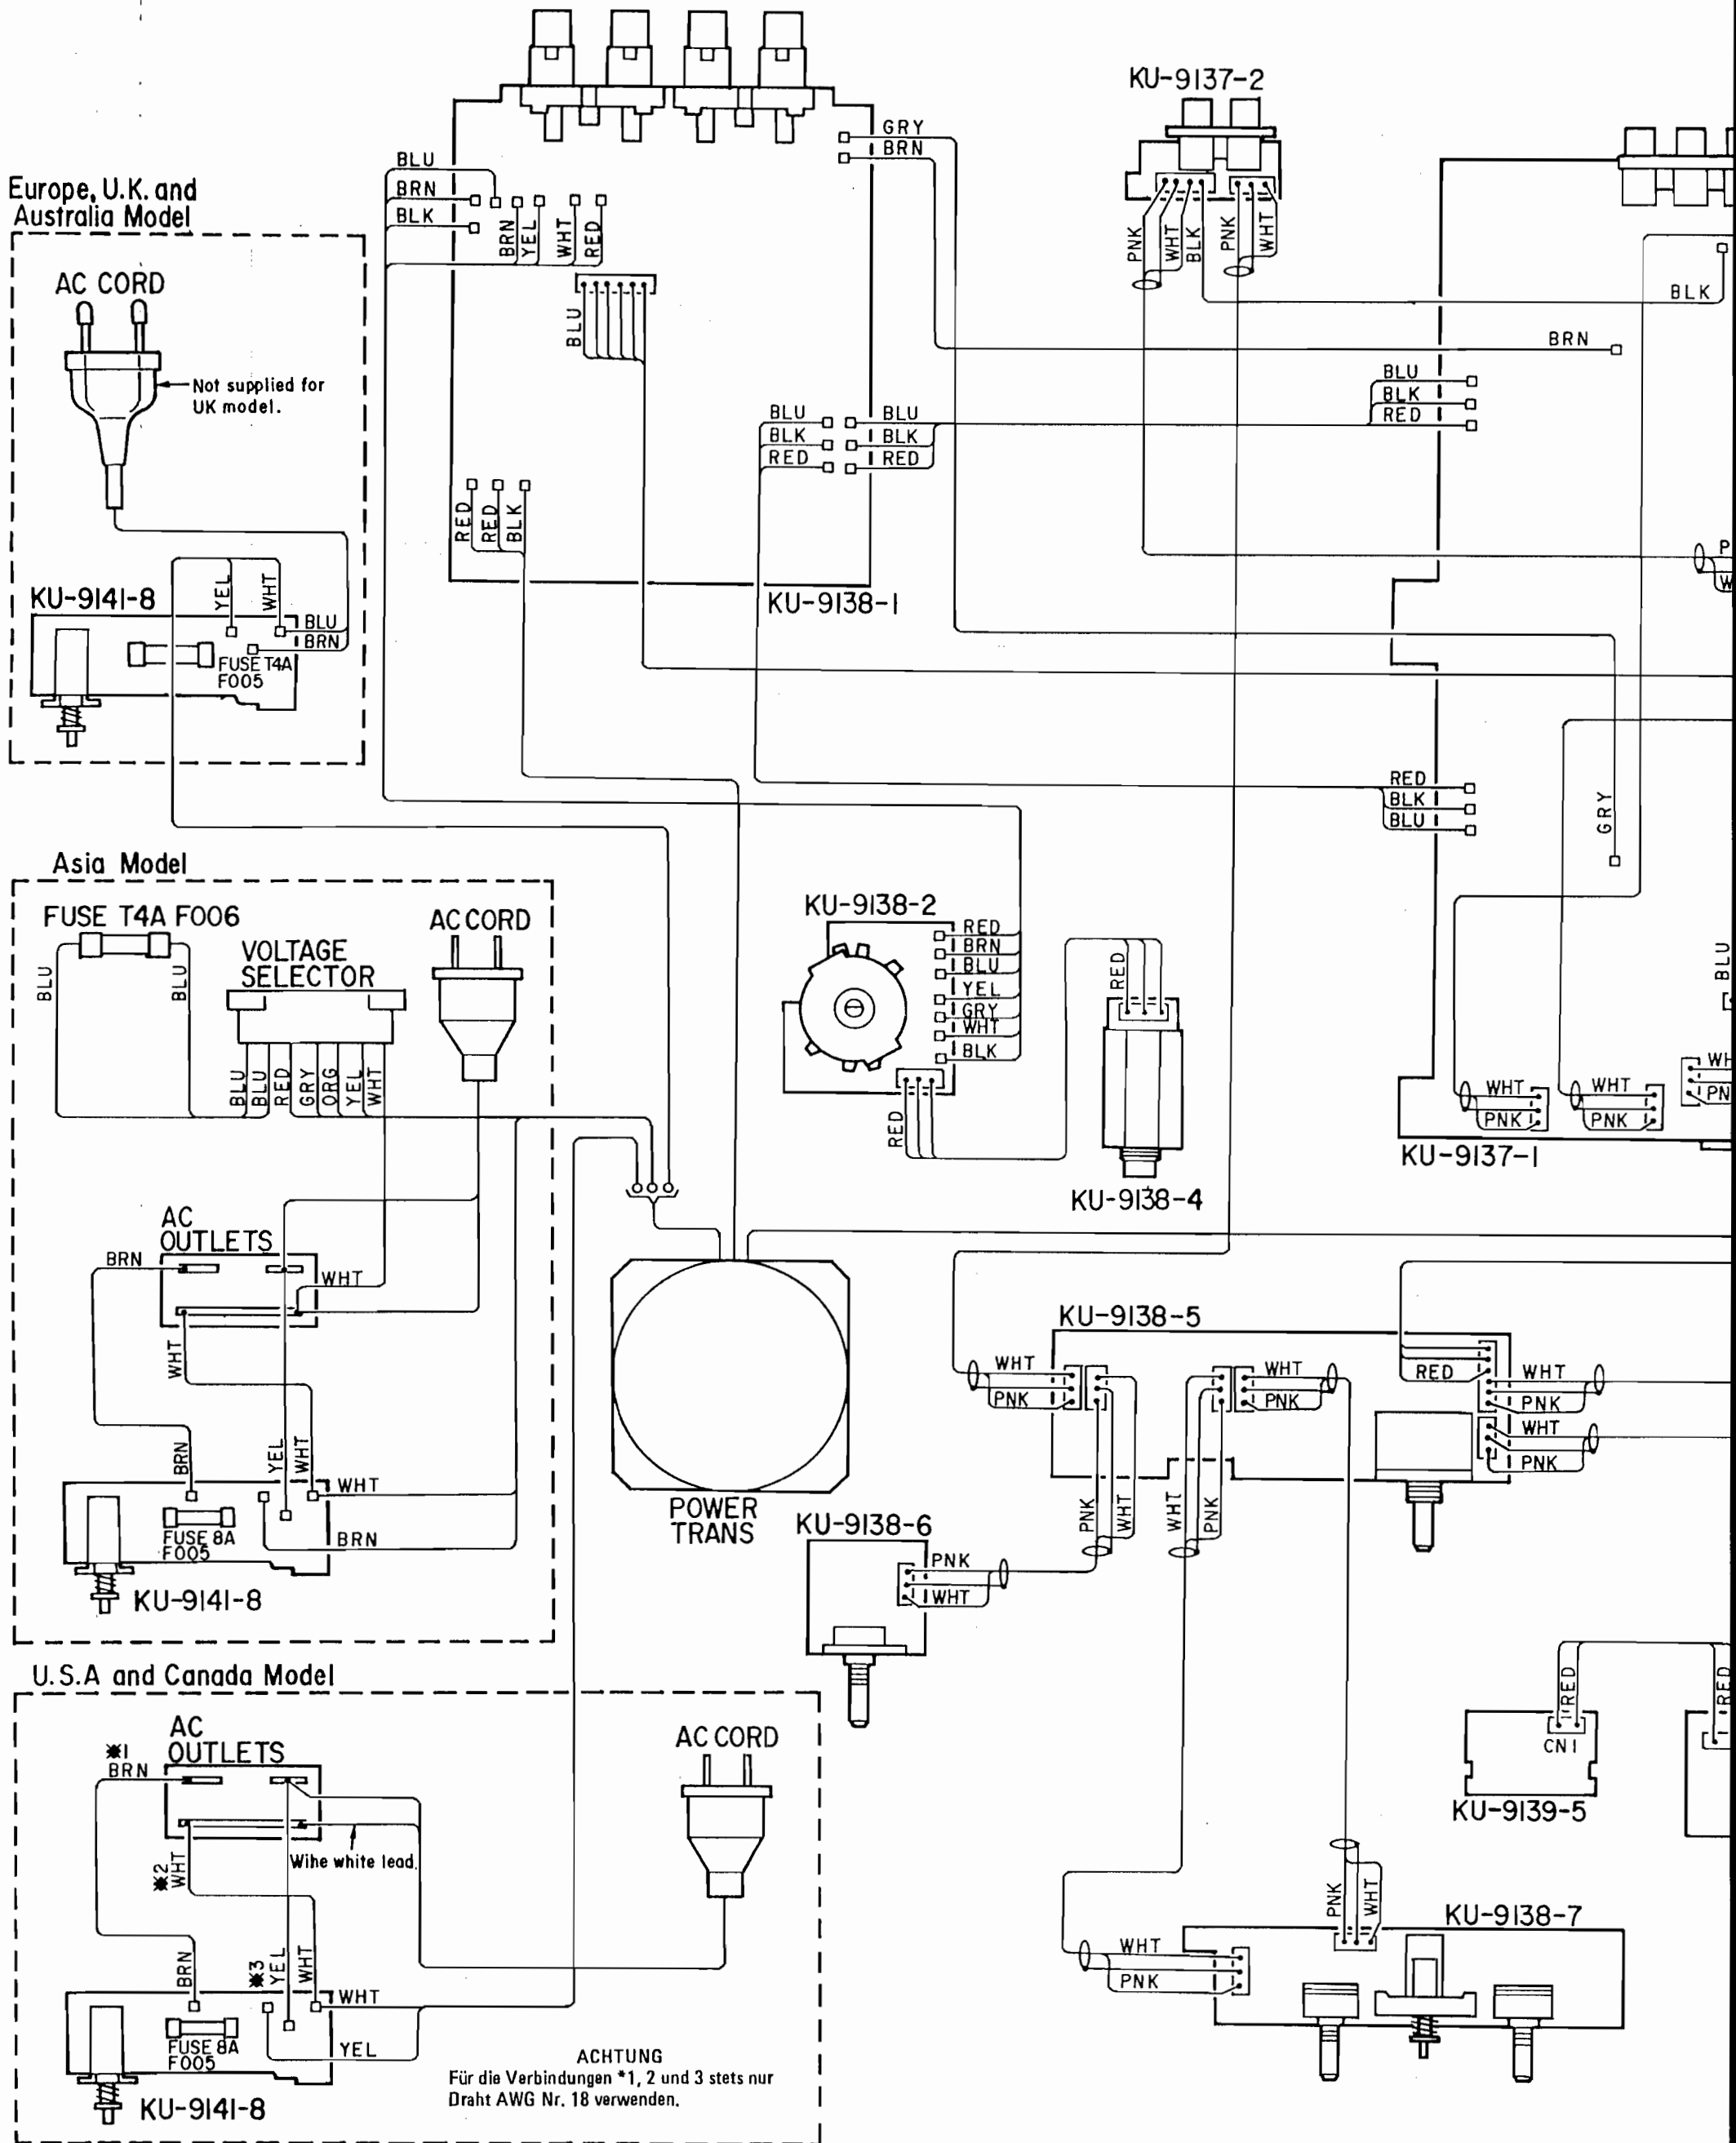 KU-9137-2
GRY
BRN
BLU
BRN
BLK
BRN
YEL
WHT
RED
BLU
PNK
WHT
BLK
PNK
WHT
BLK
BRN
BLU
BLK
RED
BLU
BLK
RED
BLU
BLK
RED
RED
RED
BLK
KU-9138-1
Europe, U.K. and
Australia Model
AC CORD
Not supplied for
UK model.
YEL
WHT
KU-9141-8
BLU
BRN
FUSE T4A
F005
RED
BLK
BLU
GRY
Asia Model
FUSE T4A F006
AC CORD
VOLTAGE
SELECTOR
BLU
BLU
BLU
BLU
RED
GRY
ORG
YEL
WHT
KU-9138-2
RED
BRN
BLU
YEL
GRY
WHT
BLK
RED
RED
KU-9138-4
BLU
WHT
PNK
WHT
PNK
WH
PN
KU-9137-1
AC
OUTLETS
BRN
WHT
WHT
BRN
YEL
WHT
WHT
BRN
FUSE 8A
F005
KU-9141-8
POWER
TRANS
KU-9138-5
WHT
PNK
WHT
PNK
RED
WHT
PNK
WHT
PNK
PNK
WHT
WHT
PNK
KU-9138-6
PNK
WHT
U.S.A and Canada Model
AC
OUTLETS
※1
BRN
AC CORD
※2
WHT
Wihe white lead.
BRN
※3
YEL
WHT
WHT
YEL
FUSE 8A
F005
KU-9141-8
ACHTUNG
Für die Verbindungen *1, 2 und 3 stets nur
Draht AWG Nr. 18 verwenden.
RED
RED
CN1
KU-9139-5
PNK
WHT
KU-9138-7
WHT
PNK